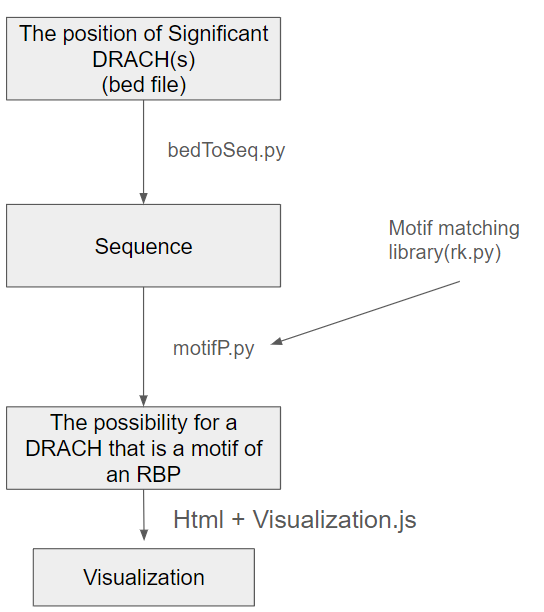 The position of Significant
DRACH(s)
(bed file)
bedToSeq.py
Sequence
Motif matching
library(rk.py)
motifP.py
The possibility for a
DRACH that is a motif of
an RBP
Html + Visualization.js
Visualization